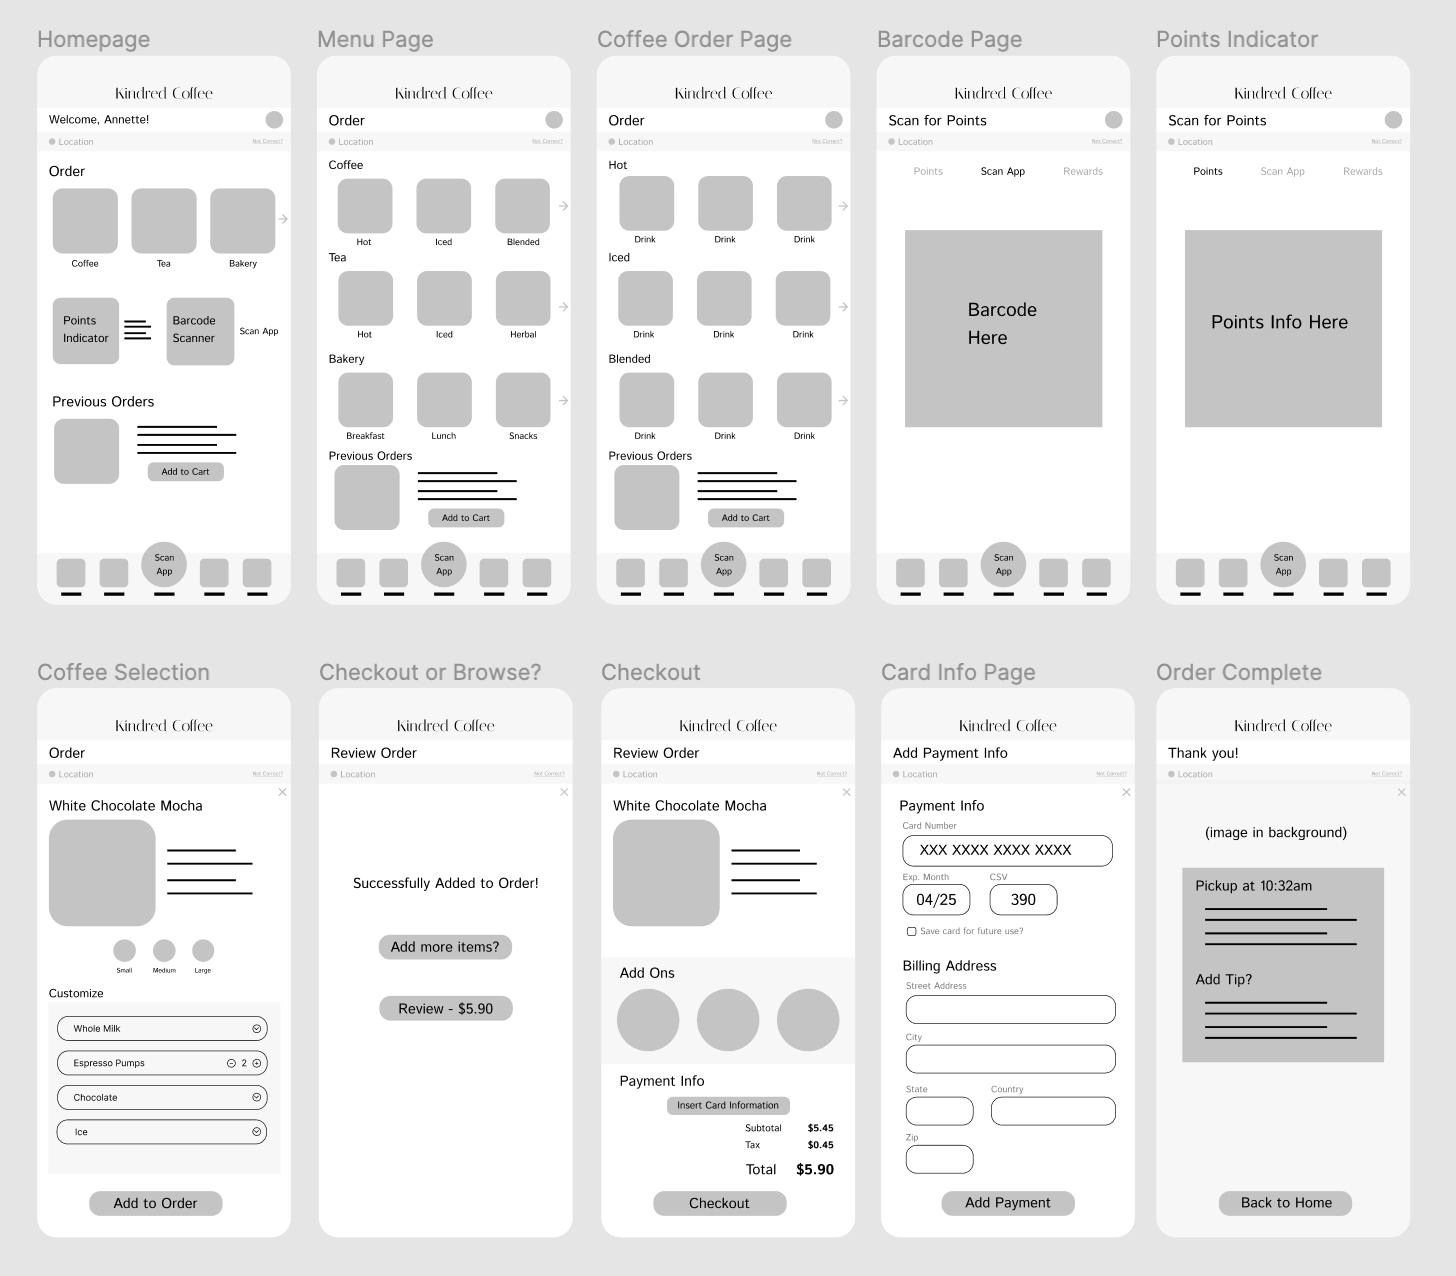 Homepage
Kindred Coffee
Welcome, Annette!
Location
Not Correct?
Order
Coffee
Tea
Bakery
Points
Indicator
Barcode
Scanner
Scan App
Previous Orders
Add to Cart
Scan
App
Menu Page
Kindred Coffee
Order
Location
Not Correct?
Coffee
Hot
Iced
Blended
Tea
Hot
Iced
Herbal
Bakery
Breakfast
Lunch
Snacks
Previous Orders
Add to Cart
Scan
App
Coffee Order Page
Kindred Coffee
Order
Location
Not Correct?
Hot
Drink
Drink
Drink
Iced
Drink
Drink
Drink
Blended
Drink
Drink
Drink
Previous Orders
Add to Cart
Scan
App
Barcode Page
Kindred Coffee
Scan for Points
Location
Not Correct?
Points
Scan App
Rewards
Barcode
Here
Scan
App
Points Indicator
Kindred Coffee
Scan for Points
Location
Not Correct?
Points
Scan App
Rewards
Points Info Here
Scan
App
Coffee Selection
Kindred Coffee
Order
Location
Not Correct?
White Chocolate Mocha
Small
Medium
Large
Customize
Whole Milk
Espresso Pumps
2
Chocolate
Ice
Add to Order
Checkout or Browse?
Kindred Coffee
Review Order
Location
Not Correct?
Successfully Added to Order!
Add more items?
Review - $5.90
Checkout
Kindred Coffee
Review Order
Location
Not Correct?
White Chocolate Mocha
Add Ons
Payment Info
Insert Card Information
Subtotal $5.45
Tax $0.45
Total $5.90
Checkout
Card Info Page
Kindred Coffee
Add Payment Info
Location
Not Correct?
Payment Info
Card Number
XXX XXXX XXXX XXXX
Exp. Month
CSV
04/25
390
Save card for future use?
Billing Address
Street Address
City
State
Country
Zip
Add Payment
Order Complete
Kindred Coffee
Thank you!
Location
Not Correct?
(image in background)
Pickup at 10:32am
Add Tip?
Back to Home